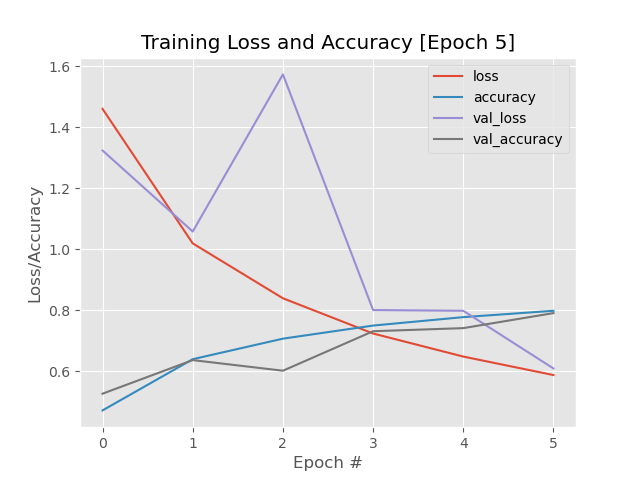 Training Loss and Accuracy [Epoch 5]
loss
accuracy
val_loss
val_accuracy
Loss/Accuracy
1.6
1.4
1.2
1.0
0.8
0.6
0 1 2 3 4 5
Epoch #